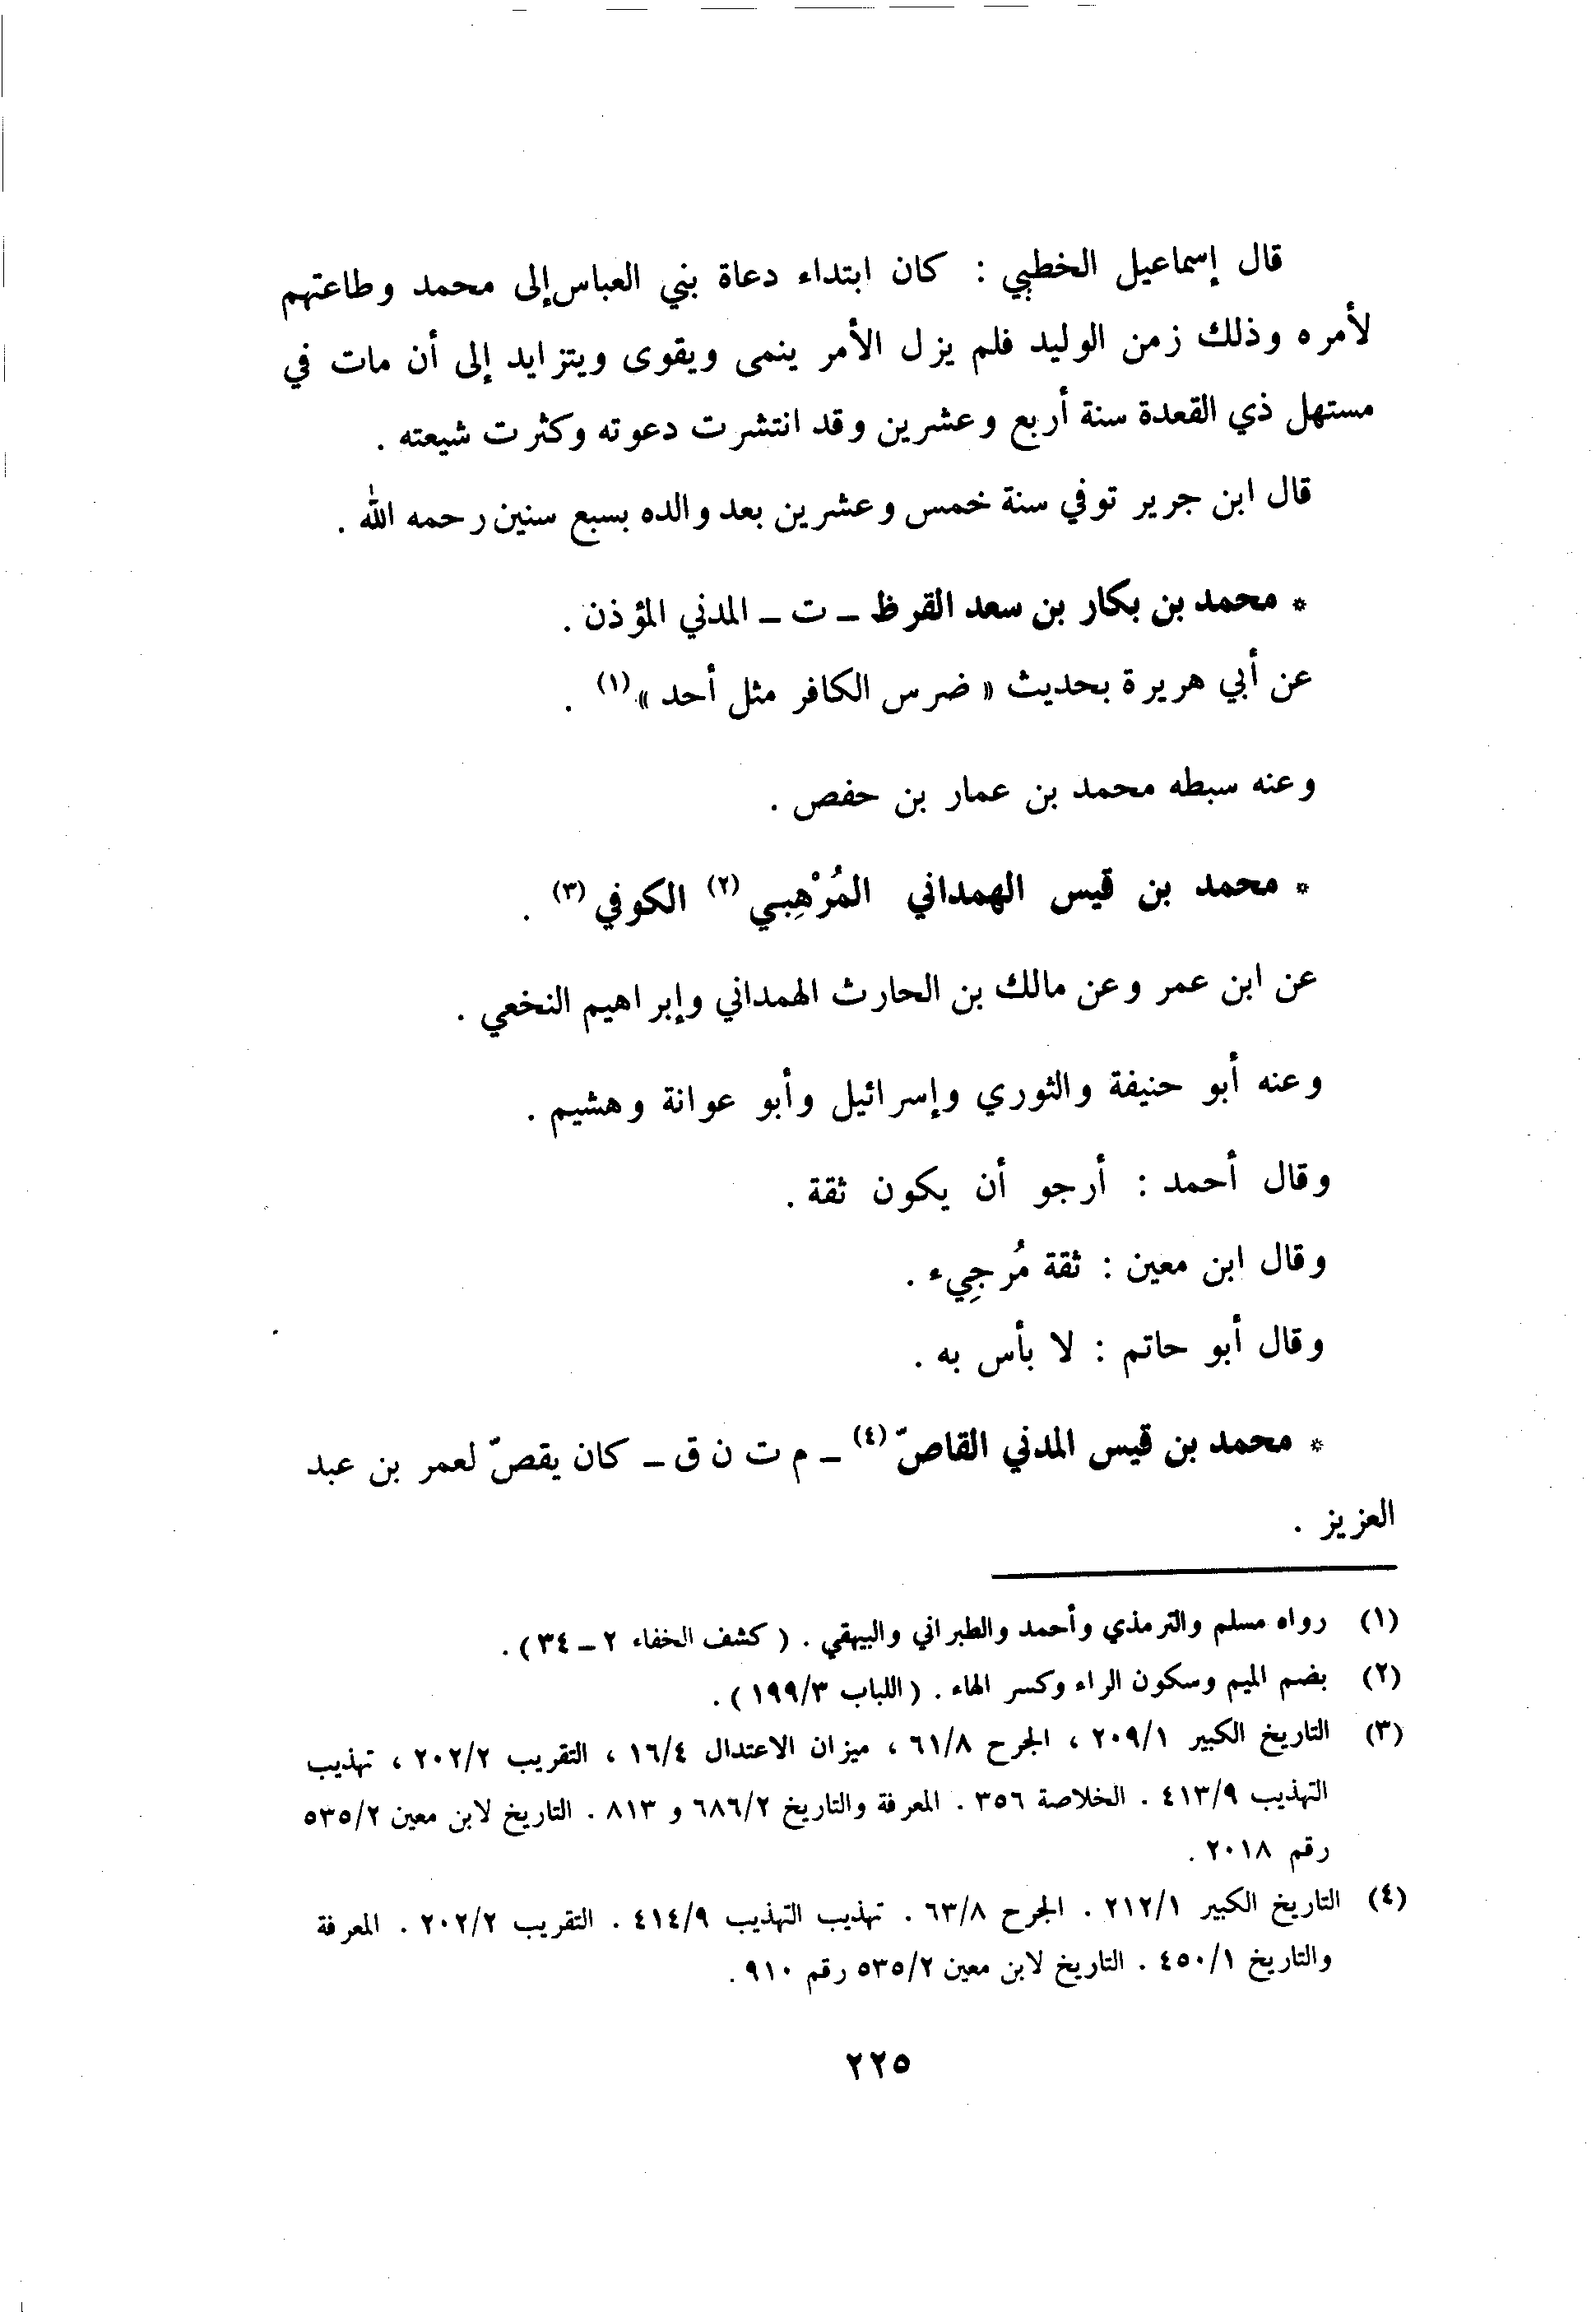 قال إسماعيل الخطبي : كان ابتداء دعاة بني العباس إلى محمد وطاعتهم
لأمره وذلك زمن الوليد فلم يزل الأمر ينمى ويقوى ويتزايد إلى أن مات في
مستهل ذي القعدة سنة أربع وعشرين وقد انتشرت دعوته وكثرت شيعته .
قال ابن جرير توفي سنة خمس وعشرين بعد والده بسبع سنين رحمه الله .
* محمد بن بكار بن سعد القرظ ـ ت ـ المدني المؤذن .
عن أبي هريرة بحديث « ضرس الكافر مثل أحد » (١) .
وعنه سبطه محمد بن عمار بن حفص .
* محمد بن قيس الهمداني المُرْهِبي (٢) الكوفي (٣) .
عن ابن عمر وعن مالك بن الحارث الهمداني وإبراهيم النخعي .
وعنه أبو حنيفة والثوري وإسرائيل وأبو عوانة وهشيم .
وقال أحمد : أرجو أن يكون ثقة .
وقال ابن معين : ثقة مُرجِيء .
وقال أبو حاتم : لا بأس به .
* محمد بن قيس المدني القاصّ (٤) ـ م ت ن ق ـ كان يقصّ لعمر بن عبد
العزيز .
(١) رواه مسلم والترمذي وأحمد والطبراني والبيهقي . ( كشف الخفاء ٢ ـ ٣٤ ) .
(٢) بضم الميم وسكون الراء وكسر الهاء . ( اللباب ١٩٩/٣ ) .
(٣) التاريخ الكبير ٢٠٩/١ ، الجرح ٦١/٨ ، ميزان الاعتدال ١٦/٤ ، التقريب ٢٠٢/٢ ، تهذيب
التهذيب ٤١٣/٩ . الخلاصة ٣٥٦ . المعرفة والتاريخ ٦٨٦/٢ و ٨١٣ . التاريخ لابن معين ٥٣٥/٢
رقم ٢٠١٨ .
(٤) التاريخ الكبير ٢١٢/١ . الجرح ٦٣/٨ . تهذيب التهذيب ٤١٤/٩ . التقريب ٢٠٢/٢ . المعرفة
والتاريخ ٤٥٠/١ . التاريخ لابن معين ٥٣٥/٢ رقم ٩١٠ .
٢٢٥